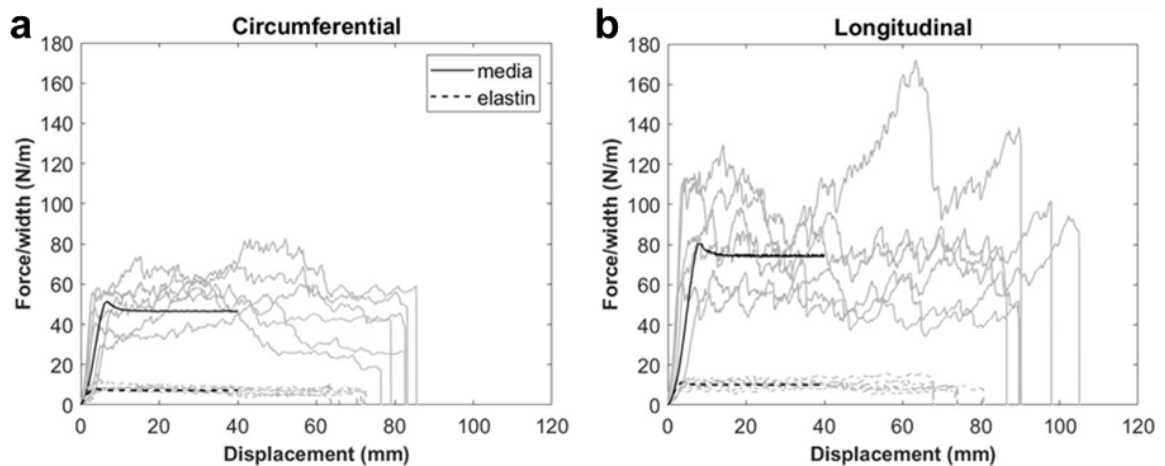 a
Circumferential
180
160
140
120
100
80
60
40
20
0
Force/width (N/m)
media
elastin
0 20 40 60 80 100 120
Displacement (mm)
b
Longitudinal
180
160
140
120
100
80
60
40
20
0
Force/width (N/m)
0 20 40 60 80 100 120
Displacement (mm)